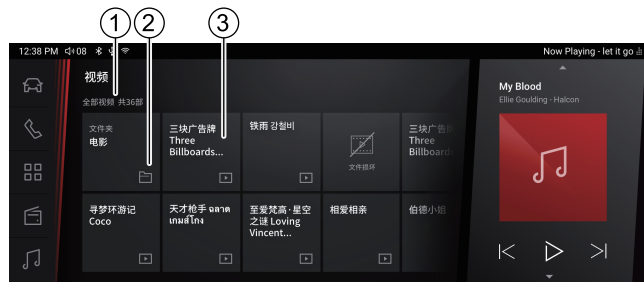 1 2 3
12:38 PM 08 Now Playing - let it go
视频
全部视频 共36部
文件夹
电影
三块广告牌
Three
Billboards...
铁雨 강철비
文件损坏
三块广告牌
Three
Billboards
寻梦环游记
Coco
天才枪手 ฉลาด
เกมส์โกง
至爱梵高·星空
之谜 Loving
Vincent...
相爱相亲
伯德小姐
My Blood
Ellie Goulding - Halcon